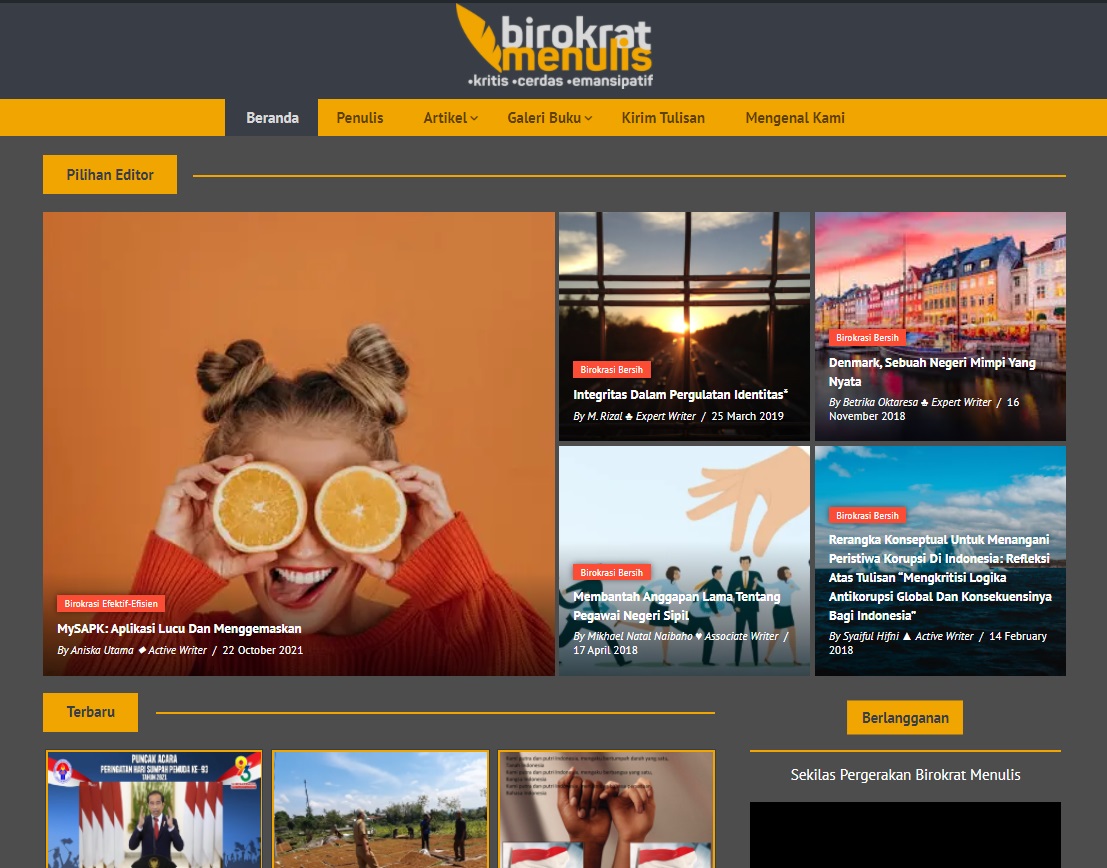 birokrat
menulis
•kritis •cerdas •emansipatif
Beranda Penulis Artikel Galeri Buku Kirim Tulisan Mengenal Kami
Pilihan Editor
Birokrasi Efektif-Efisien
MySAPK: Aplikasi Lucu Dan Menggemaskan
By Aniska Utama ♦ Active Writer / 22 October 2021
Birokrasi Bersih
Integritas Dalam Pergulatan Identitas*
By M. Rizal ♣ Expert Writer / 25 March 2019
Birokrasi Bersih
Denmark, Sebuah Negeri Mimpi Yang
Nyata
By Betrika Oktaresa ♣ Expert Writer / 16
November 2018
Birokrasi Bersih
Membantah Anggapan Lama Tentang
Pegawai Negeri Sipil
By Mikhael Natal Naibaho ♥ Associate Writer /
17 April 2018
Birokrasi Bersih
Rerangka Konseptual Untuk Menangani
Peristiwa Korupsi Di Indonesia: Refleksi
Atas Tulisan “Mengkritisi Logika
Antikorupsi Global Dan Konsekuensinya
Bagi Indonesia”
By Syaiful Hifni ▲ Active Writer / 14 February
2018
Terbaru
PUNCAK ACARA
PERINGATAN HARI SUMPAH PEMUDA KE-93
TAHUN 2021
Berlangganan
Sekilas Pergerakan Birokrat Menulis